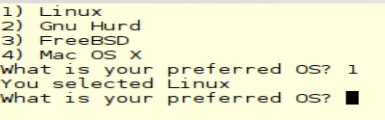 1) Linux
2) Gnu Hurd
3) FreeBSD
4) Mac OS X
What is your preferred OS? 1
You selected Linux
What is your preferred OS?